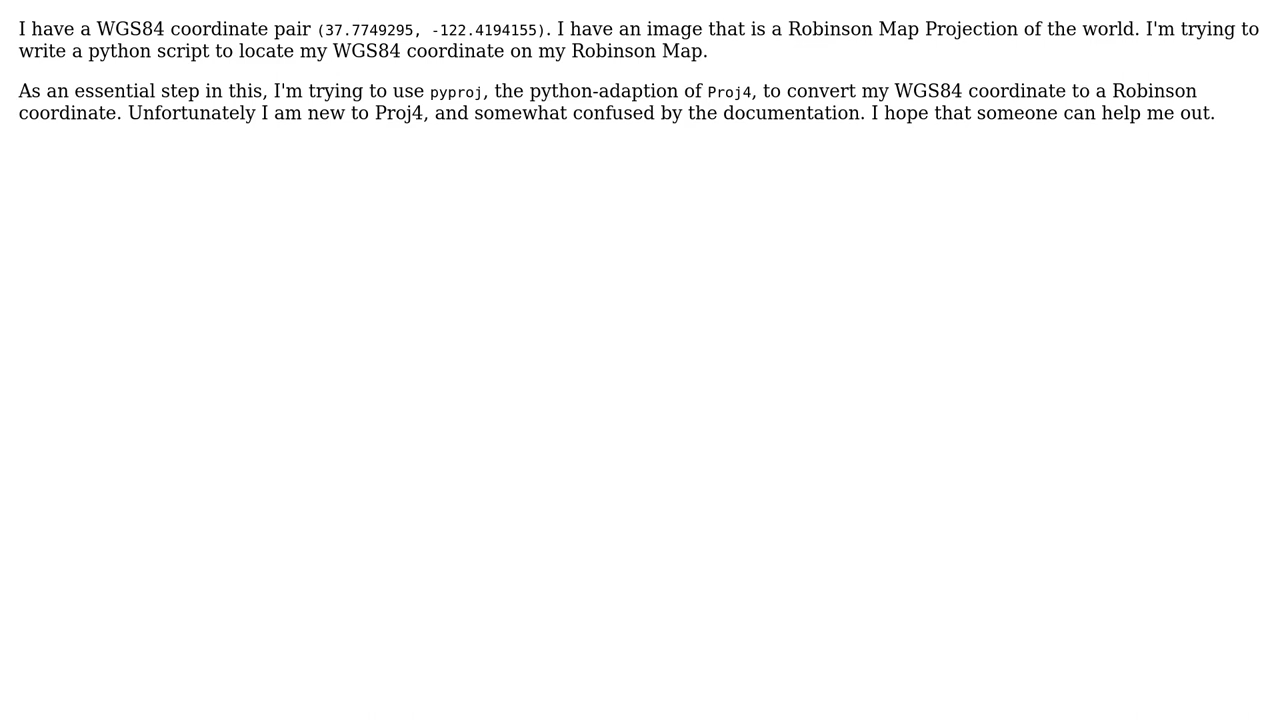 I have a WGS84 coordinate pair (37.7749295, -122.4194155). I have an image that is a Robinson Map Projection of the world. I'm trying to
write a python script to locate my WGS84 coordinate on my Robinson Map.
As an essential step in this, I'm trying to use pyproj, the python-adaption of Proj4, to convert my WGS84 coordinate to a Robinson
coordinate. Unfortunately I am new to Proj4, and somewhat confused by the documentation. I hope that someone can help me out.